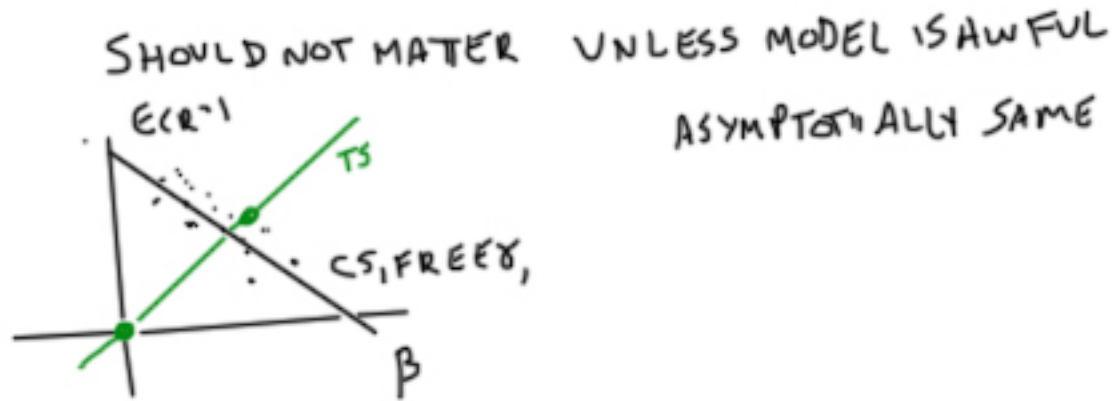 SHOULD NOT MATTER UNLESS MODEL IS AWFUL
ASYMPTOTICALLY SAME
E(R
TS
CS, FREE γ,
β